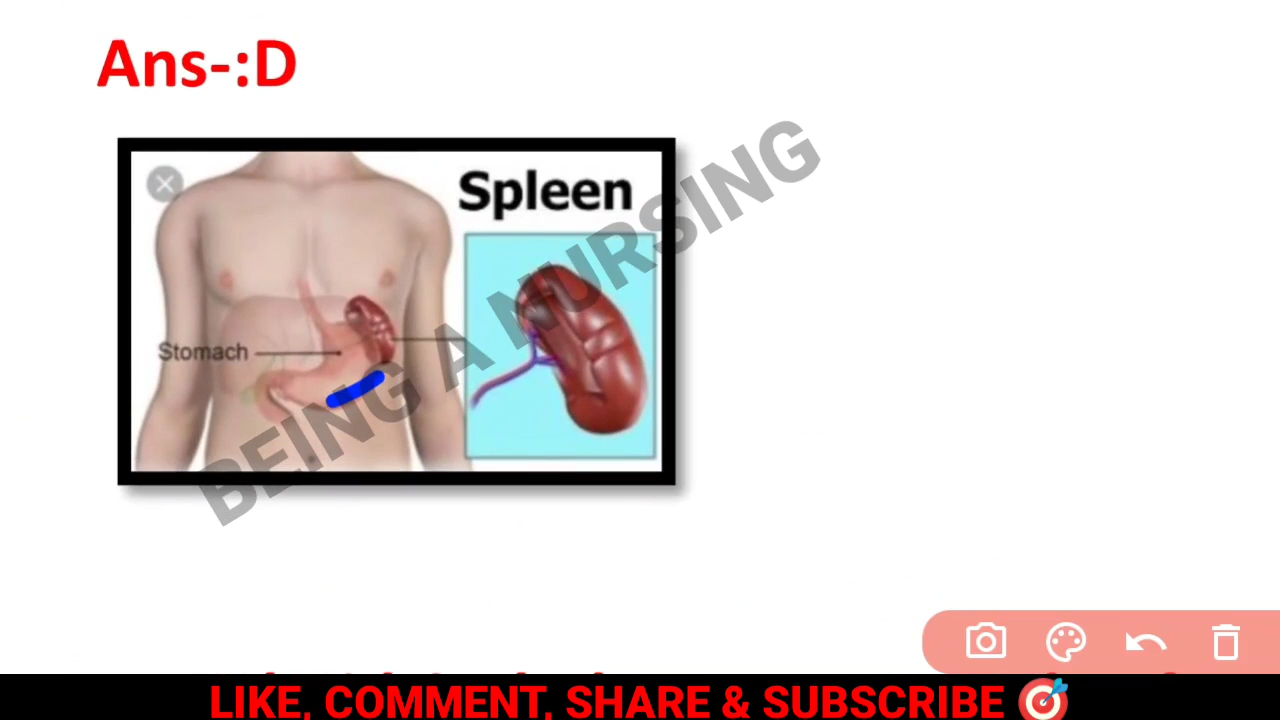 Ans-:D
Spleen
Stomach
BEING A NURSING
LIKE, COMMENT, SHARE & SUBSCRIBE 🎯